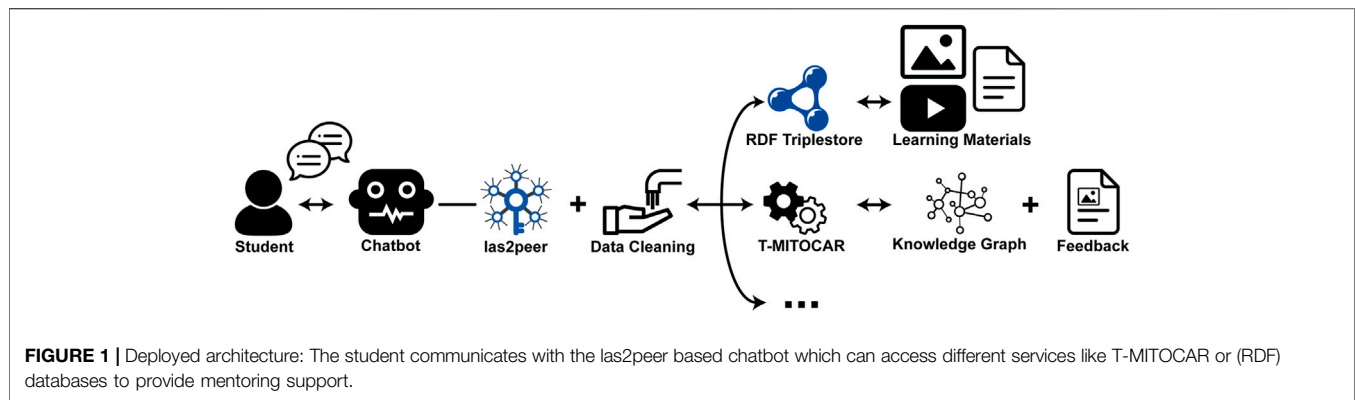 RDF Triplestore
Learning Materials
Student
Chatbot
las2peer
+
Data Cleaning
T-MITOCAR
Knowledge Graph
+
Feedback
...
FIGURE 1 | Deployed architecture: The student communicates with the las2peer based chatbot which can access different services like T-MITOCAR or (RDF)
databases to provide mentoring support.